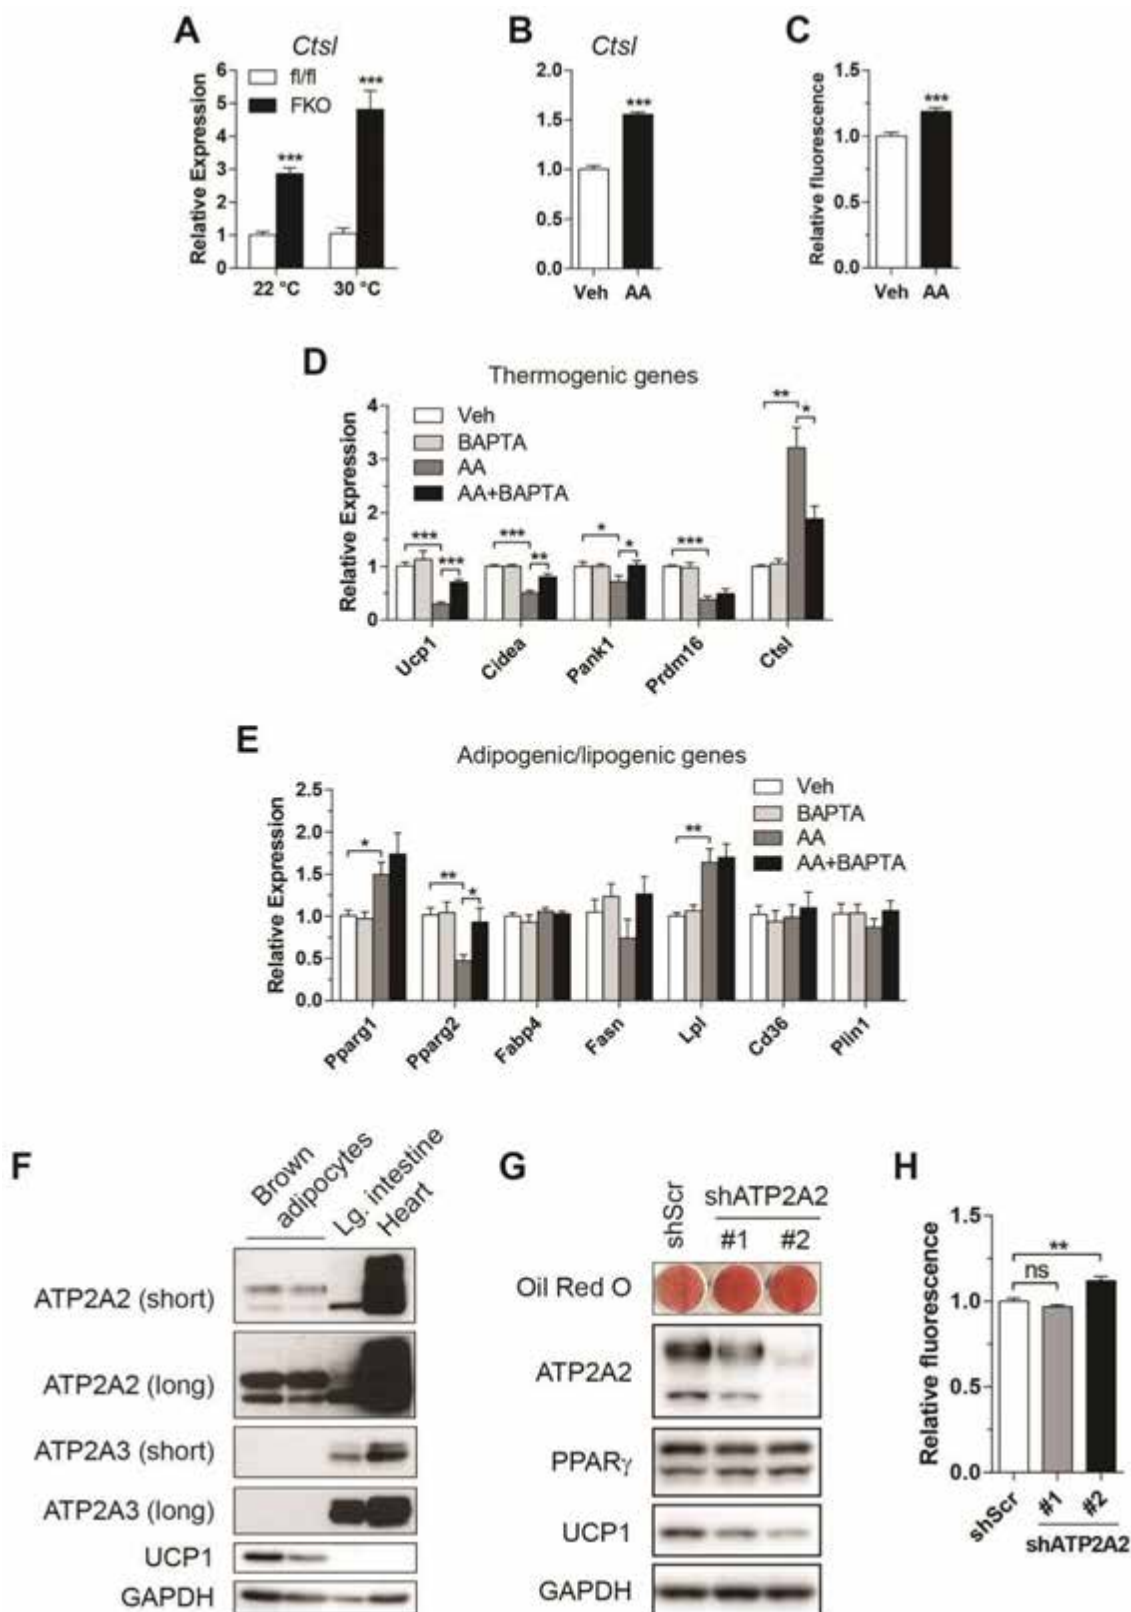 A
Ctsl
Relative Expression
6
5
4
3
2
1
0
fl/fl
FKO
***
***
22 °C
30 °C
B
Ctsl
2.0
1.5
1.0
0.5
0.0
***
Veh AA
C
Relative fluorescence
1.5
1.0
0.5
0.0
***
Veh AA
D
Thermogenic genes
Relative Expression
4
3
2
1
0
Veh
BAPTA
AA
AA+BAPTA
*** ***
*** **
* *
***
** *
Ucp1
Cidea
Pank1
Prdm16
Ctsl
E
Adipogenic/lipogenic genes
Relative Expression
2.5
2.0
1.5
1.0
0.5
0.0
Veh
BAPTA
AA
AA+BAPTA
*
** *
**
Pparg1
Pparg2
Fabp4
Fasn
Lpl
Cd36
Plin1
F
Brown
adipocytes
Lg. intestine
Heart
ATP2A2 (short)
ATP2A2 (long)
ATP2A3 (short)
ATP2A3 (long)
UCP1
GAPDH
G
shScr
shATP2A2
#1 #2
Oil Red O
ATP2A2
PPARγ
UCP1
GAPDH
H
Relative fluorescence
1.5
1.0
0.5
0.0
**
ns
shScr
#1
#2
shATP2A2